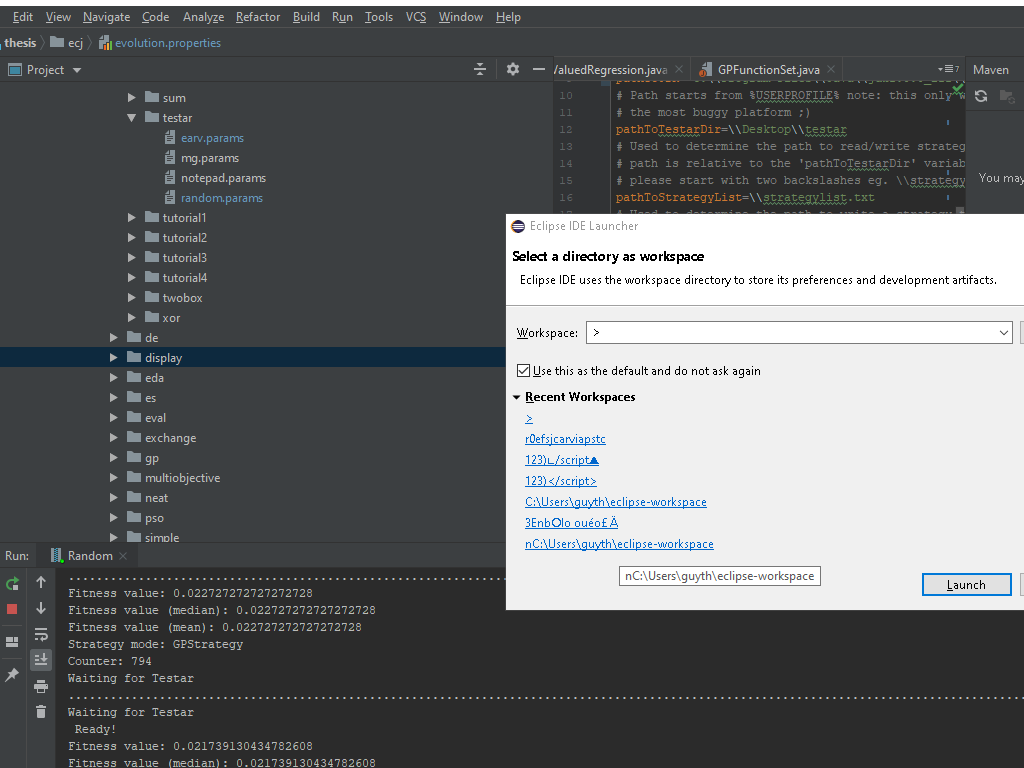 Edit View Navigate Code Analyze Refactor Build Run Tools VCS Window Help
thesis ecj evolution.properties
Project
ValuedRegression.java GPFunctionSet.java 7 Maven
sum
testar
earv.params
mg.params
notepad.params
random.params
tutorial1
tutorial2
tutorial3
tutorial4
twobox
xor
de
display
eda
es
eval
exchange
gp
multiobjective
neat
pso
simple
10 # Path starts from %USERPROFILE% note: this only w
11 # the most buggy platform ;)
12 pathToTestarDir=\\Desktop\\testar
13 # Used to determine the path to read/write strateg
14 # path is relative to the 'pathToTestarDir' variab
15 # please start with two backslashes eg. \\strategy
16 pathToStrategyList=\\strategylist.txt
# Used to determine the path to write a strategy
You may
Eclipse IDE Launcher
Select a directory as workspace
Eclipse IDE uses the workspace directory to store its preferences and development artifacts.
Workspace: >
Use this as the default and do not ask again
Recent Workspaces
>
r0efsjcarviapstc
123)∟/script▲
123)</script>
C:\Users\guyth\eclipse-workspace
nC:\Users\guyth\eclipse-workspace
nC:\Users\guyth\eclipse-workspace
Launch
Run: Random
Fitness value: 0.022727272727272728
Fitness value (median): 0.022727272727272728
Fitness value (mean): 0.022727272727272728
Strategy mode: GPStrategy
Counter: 794
Waiting for Testar
Waiting for Testar
Ready!
Fitness value: 0.021739130434782608
Fitness value (median): 0.021739130434782608